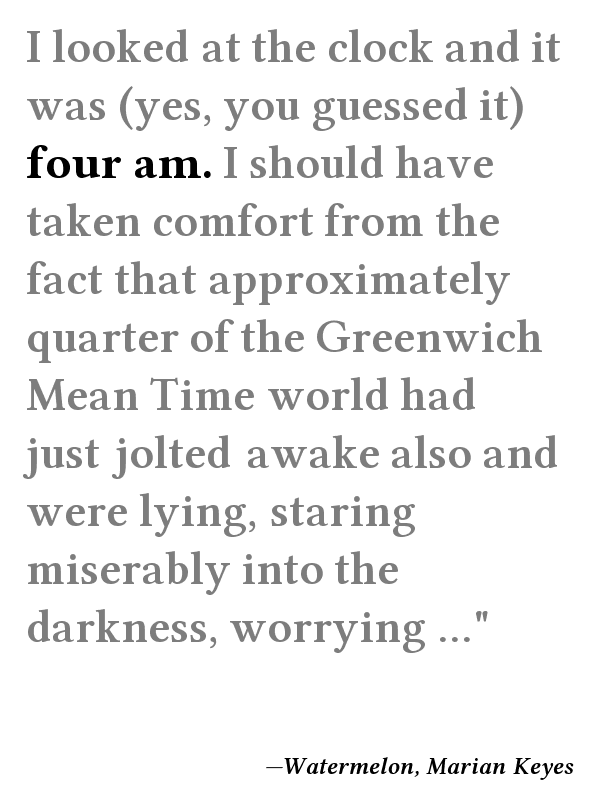 I looked at the clock and it
was (yes, you guessed it)
four am. I should have
taken comfort from the
fact that approximately
quarter of the Greenwich
Mean Time world had
just jolted awake also and
were lying, staring
miserably into the
darkness, worrying ..."
—Watermelon, Marian Keyes